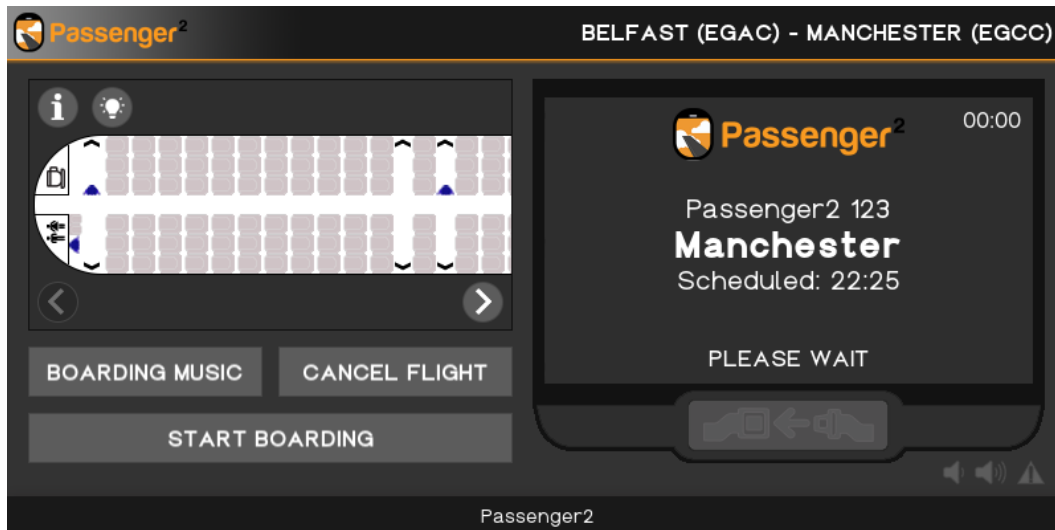 Passenger2
BELFAST (EGAC) - MANCHESTER (EGCC)
i
BOARDING MUSIC
CANCEL FLIGHT
START BOARDING
Passenger2
00:00
Passenger2 123
Manchester
Scheduled: 22:25
PLEASE WAIT
Passenger2